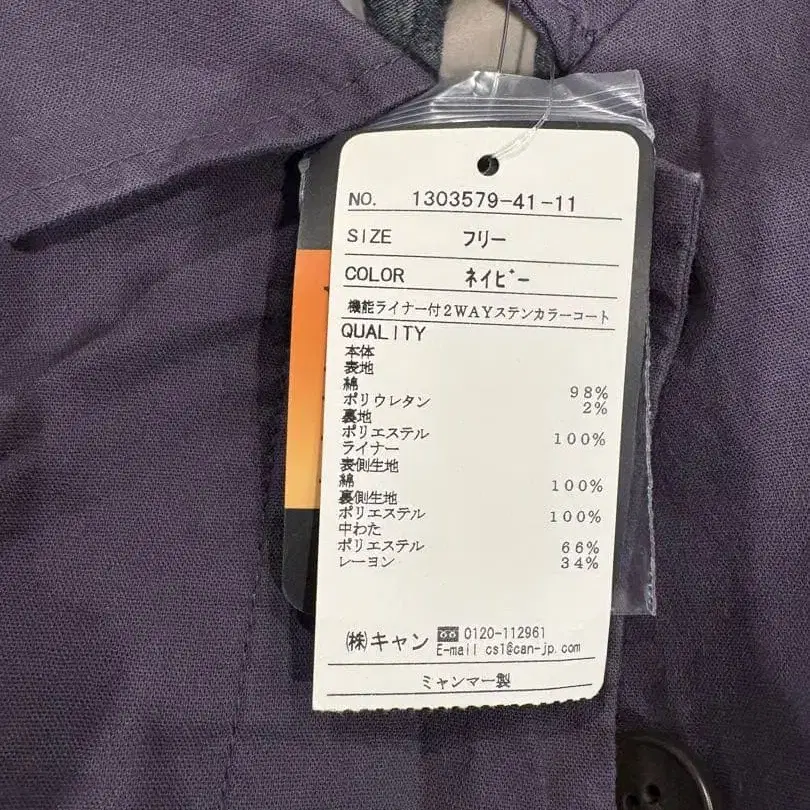 NO. 1303579-41-11
SIZE フリー
COLOR ネイビー
機能ライナー付2WAYステンカラーコート
QUALITY
本体
表地
綿 98%
ポリウレタン 2%
裏地
ポリエステル 100%
ライナー
表側生地
綿 100%
裏側生地
ポリエステル 100%
中わた
ポリエステル 66%
レーヨン 34%
㈱キャン 0120-112961
E-mail cs1@can-jp.com
ミャンマー製